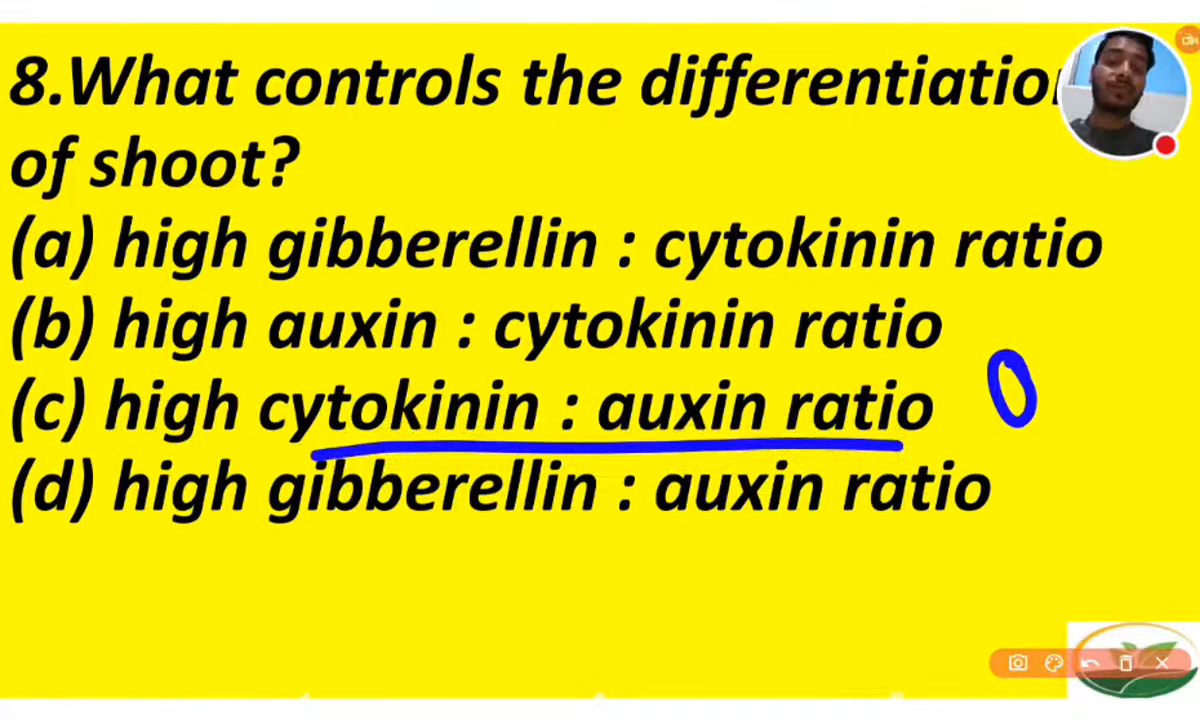 8.What controls the differentiatio
of shoot?
(a) high gibberellin : cytokinin ratio
(b) high auxin : cytokinin ratio
(c) high cytokinin : auxin ratio
(d) high gibberellin : auxin ratio